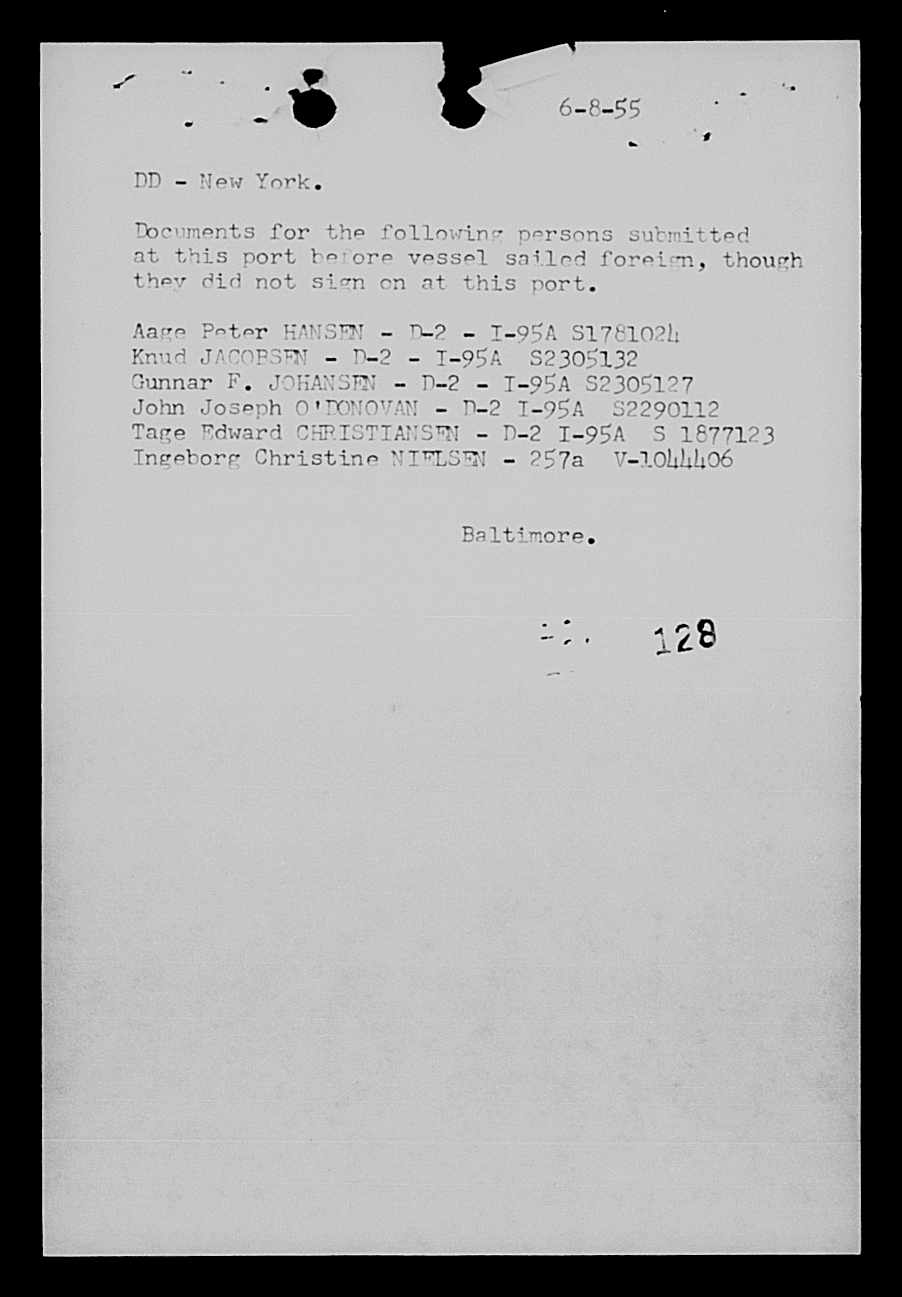 6-8-55
DD - New York.
Documents for the following persons submitted
at this port before vessel sailed foreign, though
they did not sign on at this port.
Aage Peter HANSEN - D-2 - I-95A S1781024
Knud JACOBSEN - D-2 - I-95A S2305132
Gunnar F. JOHANSEN - D-2 - I-95A S2305127
John Joseph O'DONOVAN - D-2 I-95A S2290112
Tage Edward CHRISTIANSEN - D-2 I-95A S 1877123
Ingeborg Christine NIELSEN - 257a V-1044406
Baltimore.
128